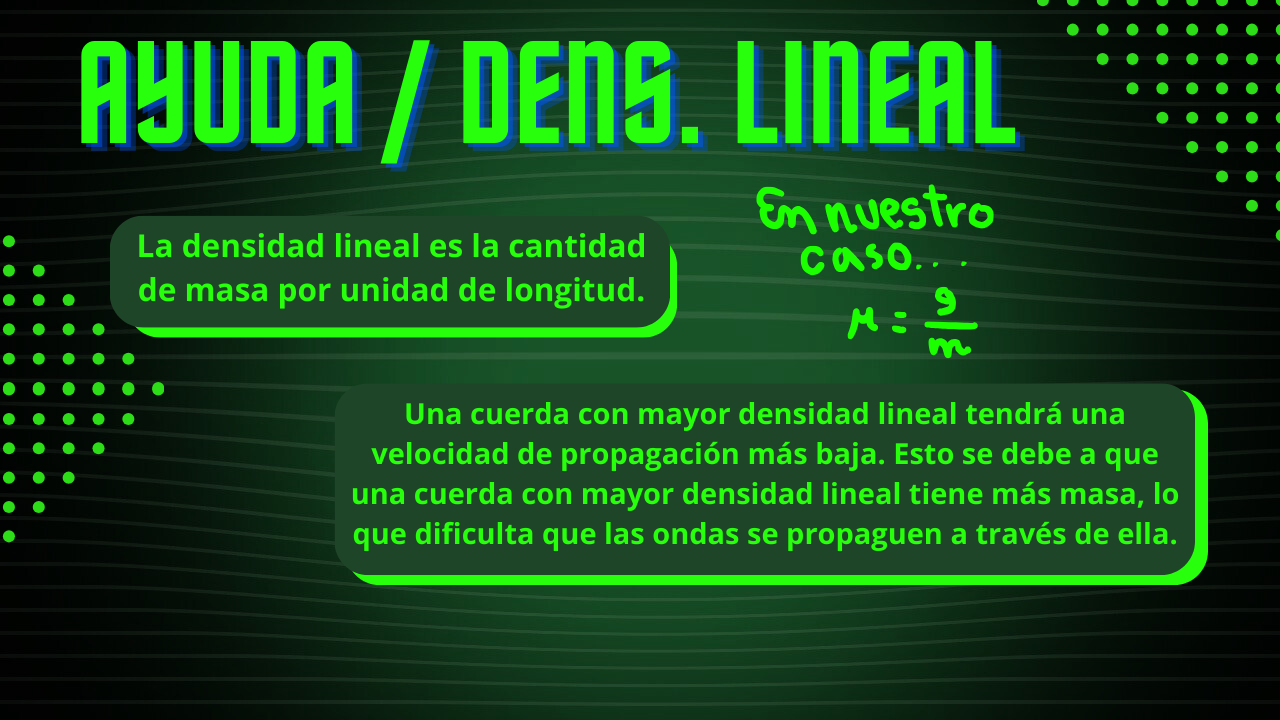 AYUDA / DENS. LINEAL
La densidad lineal es la cantidad
de masa por unidad de longitud.
En nuestro
caso...
μ = g/m
Una cuerda con mayor densidad lineal tendrá una
velocidad de propagación más baja. Esto se debe a que
una cuerda con mayor densidad lineal tiene más masa, lo
que dificulta que las ondas se propaguen a través de ella.